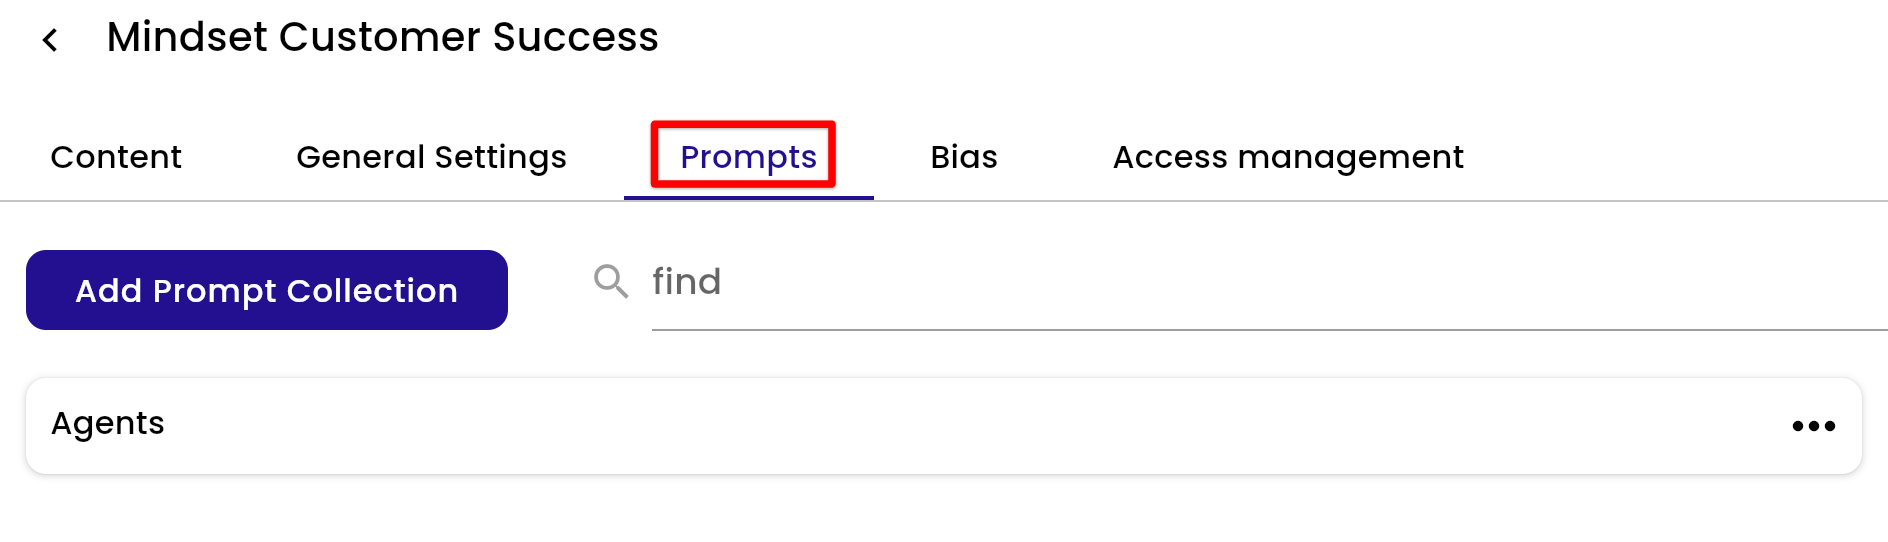 Mindset Customer Success
Content General Settings Prompts Bias Access management
Add Prompt Collection find
Agents